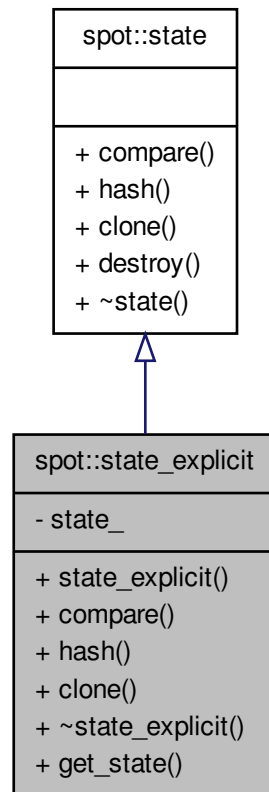 spot::state
+ compare()
+ hash()
+ clone()
+ destroy()
+ ~state()
spot::state_explicit
- state_
+ state_explicit()
+ compare()
+ hash()
+ clone()
+ ~state_explicit()
+ get_state()